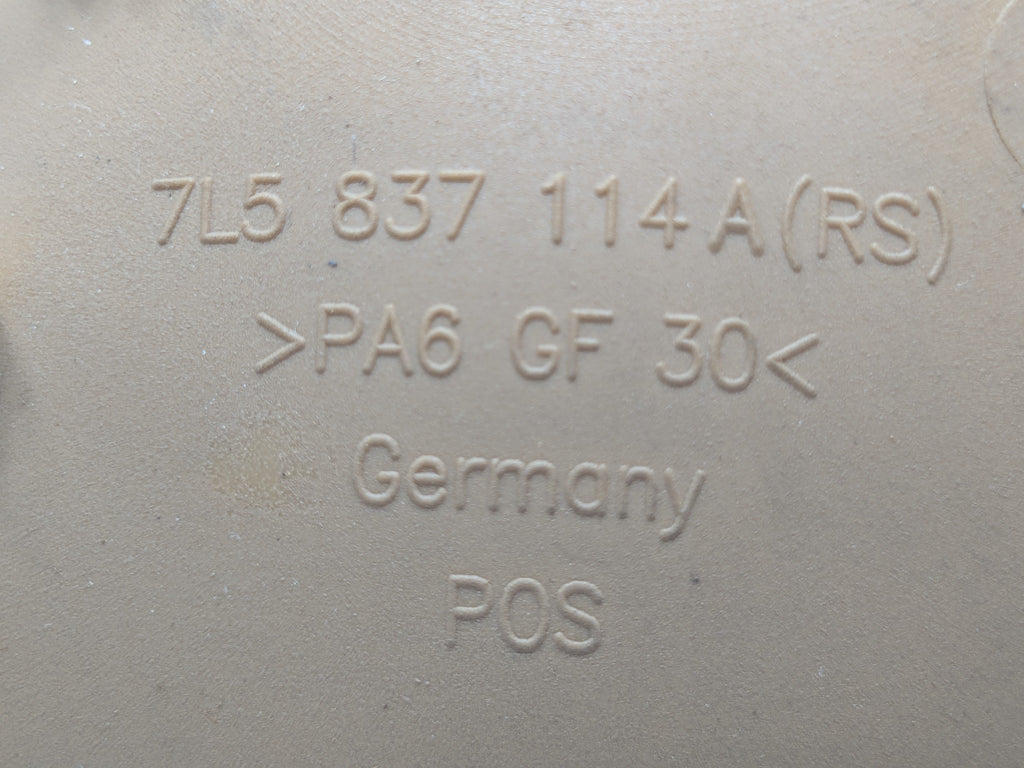 7L5 837 114 A (RS)
>PA6 GF 30<
Germany
POS